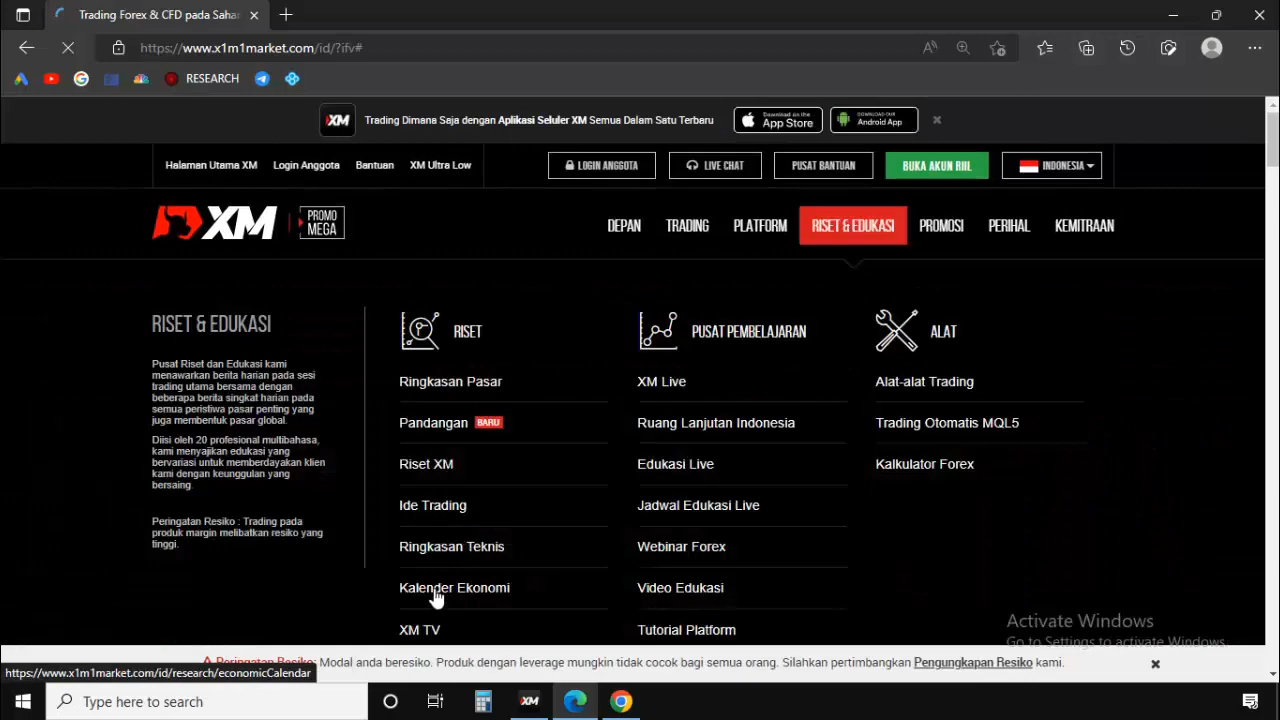 Trading Forex & CFD pada Saha
https://www.x1m1market.com/id/?ifv#
RESEARCH
XM
Trading Dimana Saja dengan Aplikasi Seluler XM Semua Dalam Satu Terbaru
Download on the
App Store
DOWNLOAD OUR
Android App
Halaman Utama XM
Login Anggota
Bantuan
XM Ultra Low
LOGIN ANGGOTA
LIVE CHAT
PUSAT BANTUAN
BUKA AKUN RIIL
INDONESIA
XM
PROMO
MEGA
DEPAN
TRADING
PLATFORM
RISET & EDUKASI
PROMOSI
PERIHAL
KEMITRAAN
RISET & EDUKASI
Pusat Riset dan Edukasi kami
menawarkan berita harian pada sesi
trading utama bersama dengan
beberapa berita singkat harian pada
semua peristiwa pasar penting yang
juga membentuk pasar global.
Diisi oleh 20 profesional multibahasa,
kami menyajikan edukasi yang
bervariasi untuk memberdayakan klien
kami dengan keunggulan yang
bersaing.
Peringatan Resiko : Trading pada
produk margin melibatkan resiko yang
tinggi.
RISET
Ringkasan Pasar
Pandangan BARU
Riset XM
Ide Trading
Ringkasan Teknis
Kalender Ekonomi
XM TV
PUSAT PEMBELAJARAN
XM Live
Ruang Lanjutan Indonesia
Edukasi Live
Jadwal Edukasi Live
Webinar Forex
Video Edukasi
Tutorial Platform
ALAT
Alat-alat Trading
Trading Otomatis MQL5
Kalkulator Forex
Activate Windows
Go to Settings to activate Windows.
Peringatan Resiko: Modal anda beresiko. Produk dengan leverage mungkin tidak cocok bagi semua orang. Silahkan pertimbangkan Pengungkapan Resiko kami.
https://www.x1m1market.com/id/research/economicCalendar
Type here to search
XM